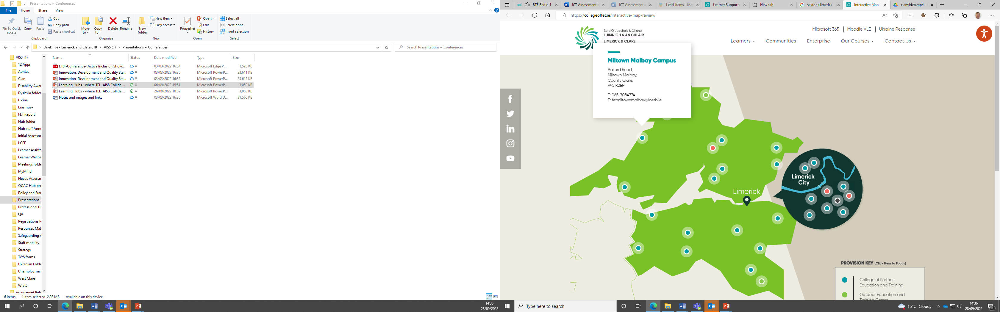 Presentations + Conferences
File Home Share View
Pin to Quick access
Copy
Paste
Cut
Copy path
Paste shortcut
Clipboard
Move to
Copy to
Delete
Rename
Organize
New folder
New item
Easy access
New
Properties
Open
Edit
History
Open
Select all
Select none
Invert selection
Select
OneDrive - Limerick and Clare ETB > AISS (1) > Presentations + Conferences
Search Presentations + Conferences
AISS (1)
12 Apps
Aontas
Cian
Disability Awar
Dyslexia folder
E Zine
Erasmus+
FET Report
Hub folder
Hub staff Annu
Initial Assessm
LCFE
Learner Assista
Learner Wellbe
Meetings folde
MyMind
Needs Assessm
OCAC Hub pro
Policy and Fran
Presentations +
Professional De
QA
Registrations lo
Resources Mat
Safegaurding A
Staff mobility
Strategy
T&S forms
Ukranian Folde
Unemploymen
West Clare
Wrat5
Assessment Fold
Name Status Date modified Type Size
ETBI-Conference- Active Inclusion Show... 03/03/2022 16:34 Microsoft Edge P... 1,526 KB
Innovation, Development and Quality Sta... 03/03/2022 16:35 Microsoft PowerP... 23,611 KB
Innovation, Development and Quality Sta... 03/03/2022 16:35 Microsoft PowerP... 23,615 KB
Learning Hubs - where TEL AISS Collide ... 06/09/2022 15:51 Microsoft PowerP... 3,059 KB
Learning Hubs - where TEL AISS Collide ... 26/09/2022 10:39 Microsoft PowerP... 3,053 KB
Notes and images and links 03/03/2022 16:35 Microsoft Word D... 31,566 KB
6 items 1 item selected 2.98 MB Available on this device
14:36
28/09/2022
RTÉ Radio 1
ICT Assessment q
ICT Assessment c
Lend-Items - Mar
Learner Supports
New tab
sextons limerick -
Interactive Map |
cianvideo.mp4 -
https://collegeoffet.ie/interactive-map-review/
Bord Oideachais & Oiliúna
LUIMNIGH & AN CHLÁIR
LIMERICK & CLARE
Microsoft 365 | Moodle VLE | Ukraine Response
Learners Communities Enterprise Our Courses Contact Us
Miltown Malbay Campus
Ballard Road,
Miltown Malbay,
County Clare,
V95 R2EP
T: 065-7084774
E: fetmiltownmalbay@lcetb.ie
Limerick
Limerick
City
PROVISION KEY (Click Item to Focus)
College of Further
Education and Training
Outdoor Education and
Training Centre
Type here to search
15°C Cloudy
14:36
28/09/2022
20